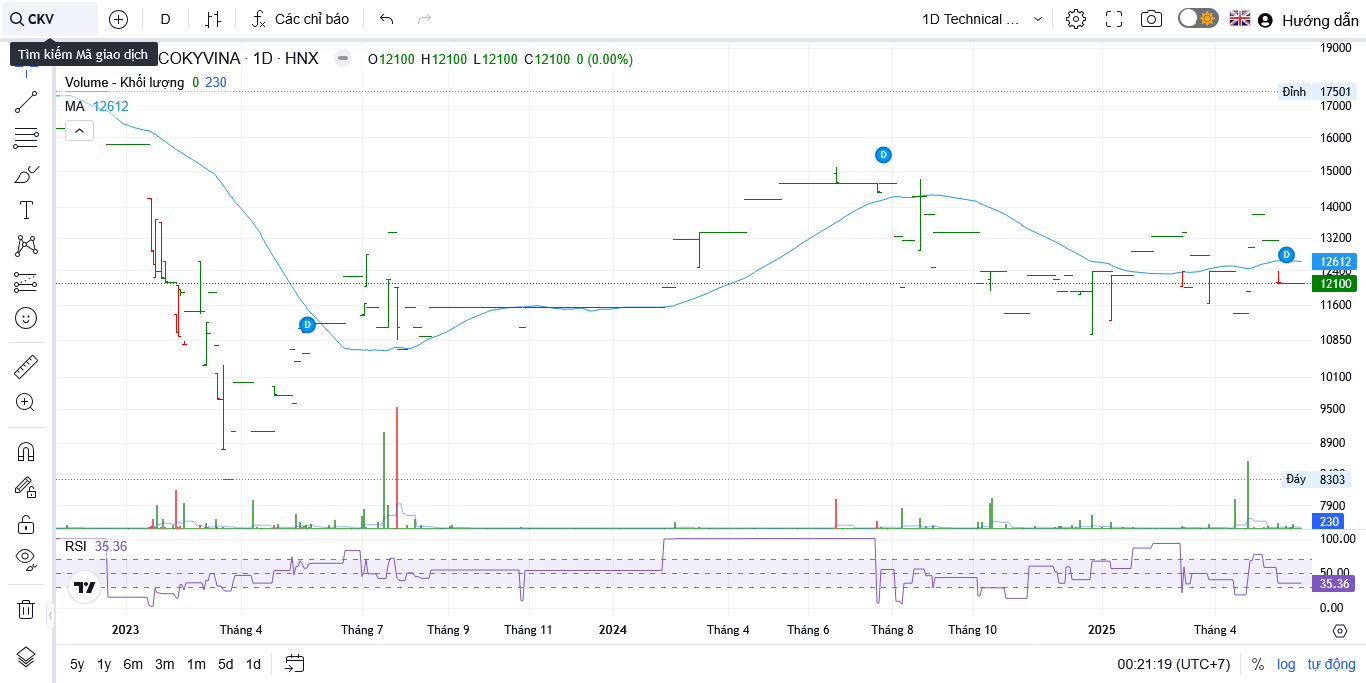 CKV
D
Các chỉ báo
1D Technical ...
Hướng dẫn
Tìm kiếm Mã giao dịch
COKYVINA · 1D · HNX
O12100 H12100 L12100 C12100 0 (0.00%)
Volume - Khối lượng 0 230
MA 12612
19000
Đỉnh 17501
17000
16000
15000
14000
13200
12612
12400
12100
11600
10850
10100
9500
8900
Đáy 8303
7900
230
D
D
D
RSI 35.36
100.00
50.00
35.36
0.00
2023 Tháng 4 Tháng 7 Tháng 9 Tháng 11 2024 Tháng 4 Tháng 6 Tháng 8 Tháng 10 2025 Tháng 4
5y 1y 6m 3m 1m 5d 1d
00:21:19 (UTC+7) % log tự động